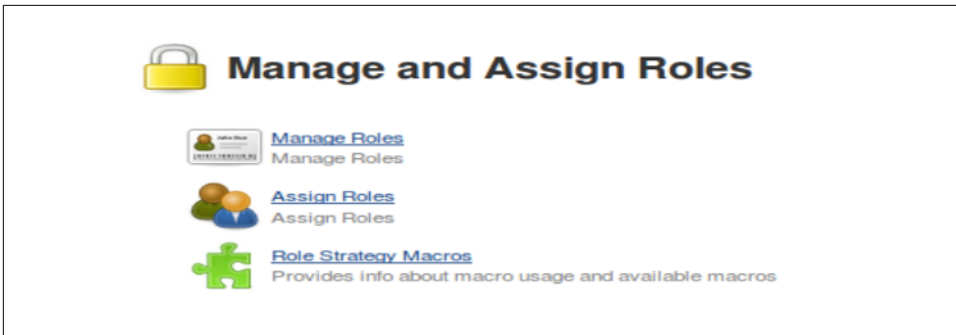 Manage and Assign Roles
Manage Roles
Manage Roles
Assign Roles
Assign Roles
Role Strategy Macros
Provides info about macro usage and available macros